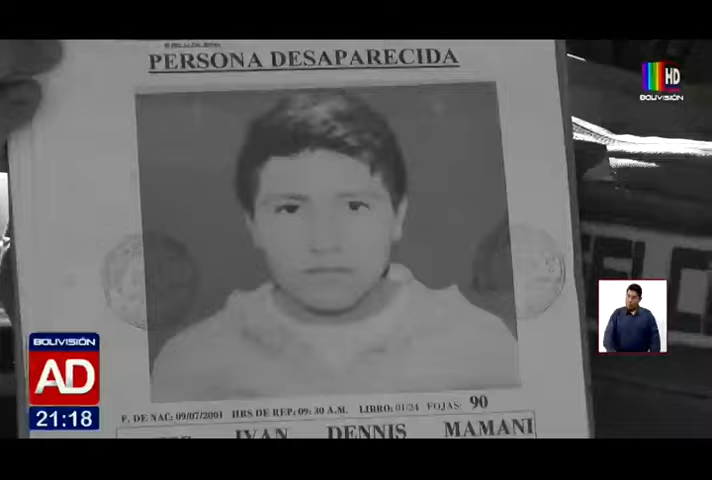 PERSONA DESAPARECIDA
HD
BOLIVISIÓN
F. DE NAC: 09/07/2001 HRS DE REP: 09: 30 A.M. LIBRO: 01/24 FOJAS: 90
IVAN DENNIS MAMANI
BOLIVISIÓN
AD
21:18